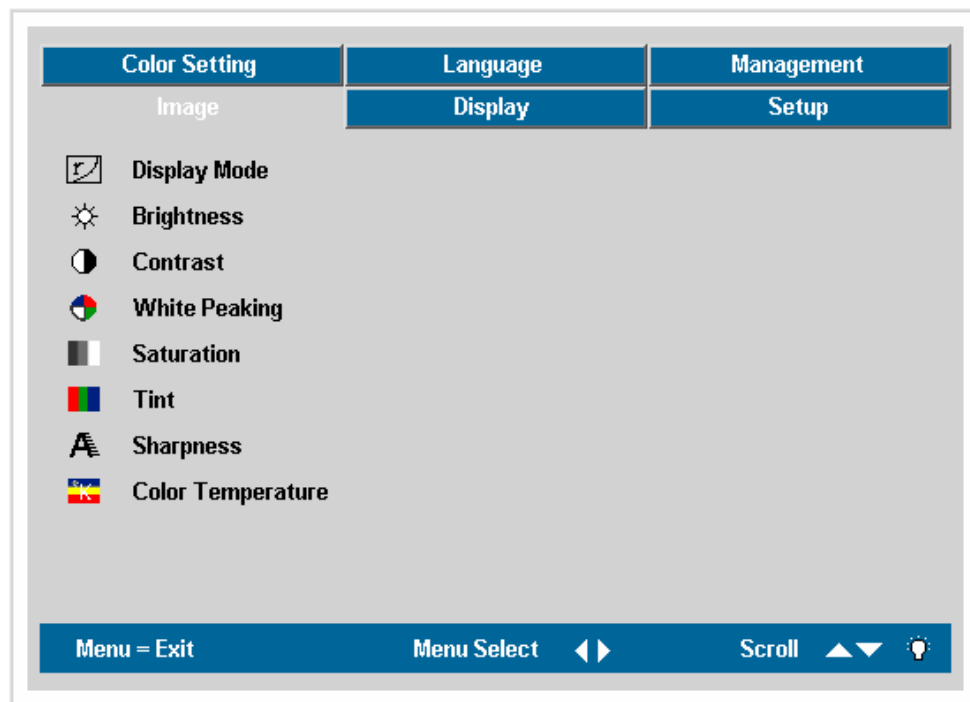 Color Setting Language Management
Image Display Setup
Display Mode
Brightness
Contrast
White Peaking
Saturation
Tint
Sharpness
Color Temperature
Menu = Exit Menu Select Scroll